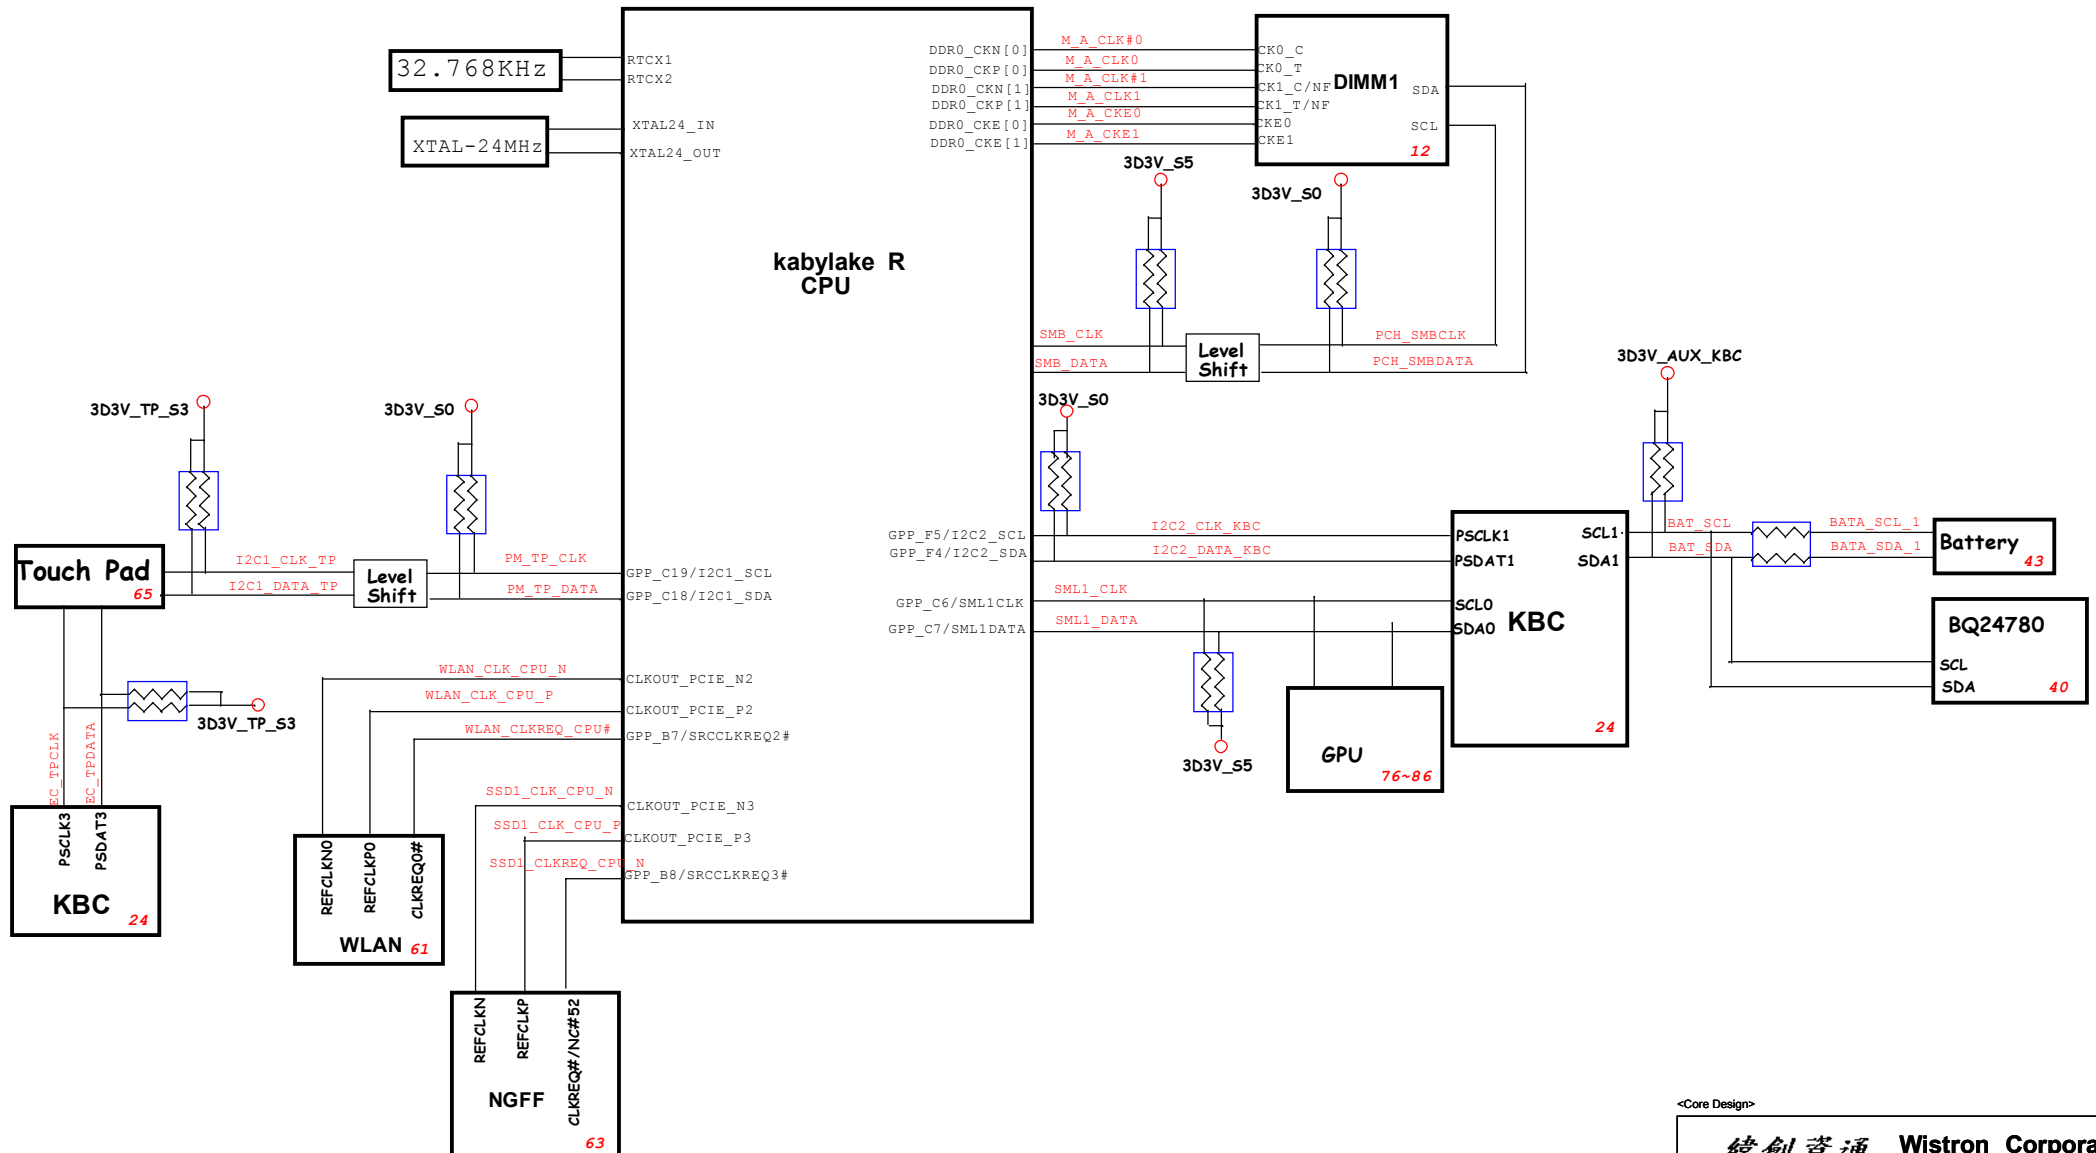 32.768KHz
RTCX1
RTCX2
XTAL-24MHz
XTAL24_IN
XTAL24_OUT
kabylake R
CPU
DDR0_CKN[0]
DDR0_CKP[0]
DDR0_CKN[1]
DDR0_CKP[1]
DDR0_CKE[0]
DDR0_CKE[1]
M_A_CLK#0
M_A_CLK0
M_A_CLK#1
M_A_CLK1
M_A_CKE0
M_A_CKE1
CK0_C
CK0_T
CK1_C/NF
CK1_T/NF
CKE0
CKE1
DIMM1
SDA
SCL
12
3D3V_S5
3D3V_S0
SMB_CLK
SMB_DATA
Level
Shift
PCH_SMBCLK
PCH_SMBDATA
3D3V_AUX_KBC
3D3V_TP_S3
3D3V_S0
3D3V_S0
Touch Pad
65
I2C1_CLK_TP
I2C1_DATA_TP
Level
Shift
PM_TP_CLK
PM_TP_DATA
GPP_C19/I2C1_SCL
GPP_C18/I2C1_SDA
GPP_F5/I2C2_SCL
GPP_F4/I2C2_SDA
GPP_C6/SML1CLK
GPP_C7/SML1DATA
I2C2_CLK_KBC
I2C2_DATA_KBC
SML1_CLK
SML1_DATA
PSCLK1
PSDAT1
SCL0
SDA0
KBC
SCL1
SDA1
24
BAT_SCL
BAT_SDA
BATA_SCL_1
BATA_SDA_1
Battery
43
BQ24780
SCL
SDA
40
3D3V_S5
GPU
76~86
3D3V_TP_S3
EC_TPCLK
EC_TPDATA
PSCLK3
PSDAT3
KBC
24
WLAN_CLK_CPU_N
WLAN_CLK_CPU_P
WLAN_CLKREQ_CPU#
CLKOUT_PCIE_N2
CLKOUT_PCIE_P2
GPP_B7/SRCCLKREQ2#
REFCLKN0
REFCLKP0
CLKREQ0#
WLAN
61
SSD1_CLK_CPU_N
SSD1_CLK_CPU_P
SSD1_CLKREQ_CPU_N
CLKOUT_PCIE_N3
CLKOUT_PCIE_P3
GPP_B8/SRCCLKREQ3#
REFCLKN
REFCLKP
CLKREQ#/NC#52
NGFF
63
<Core Design>
緯創資通 Wistron Corpora